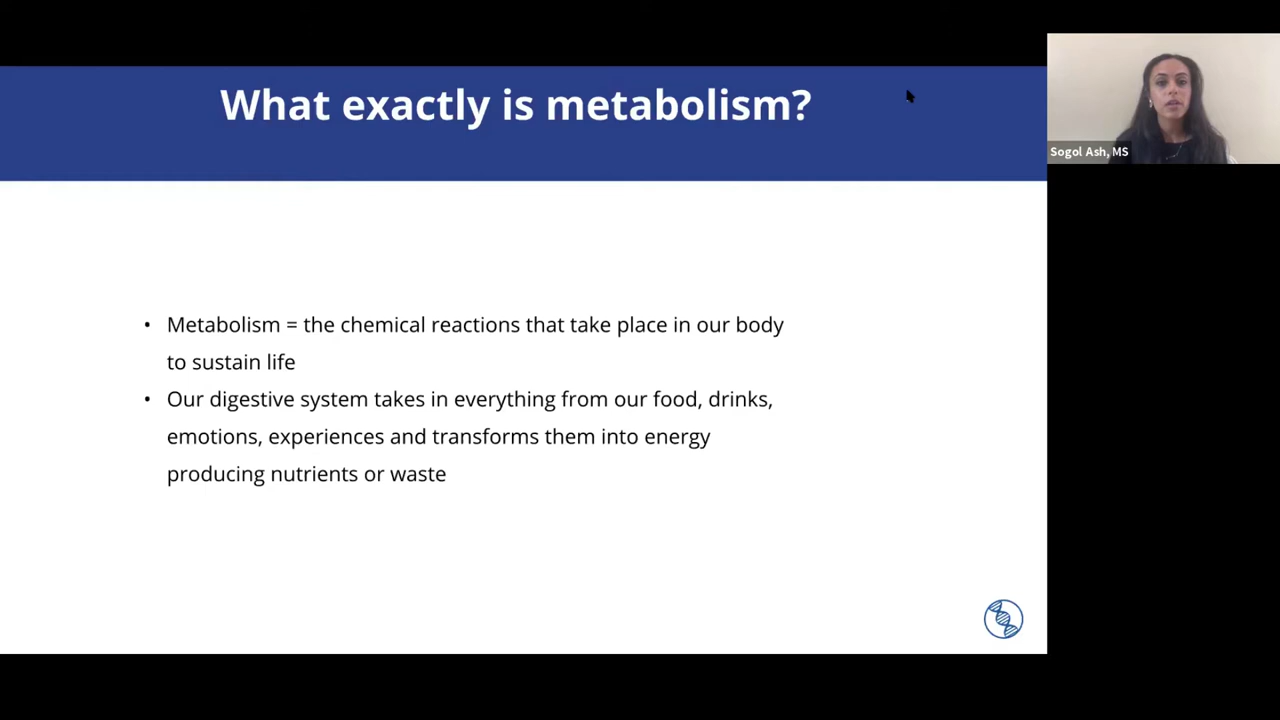 What exactly is metabolism?
Sogol Ash, MS
• Metabolism = the chemical reactions that take place in our body
to sustain life
• Our digestive system takes in everything from our food, drinks,
emotions, experiences and transforms them into energy
producing nutrients or waste